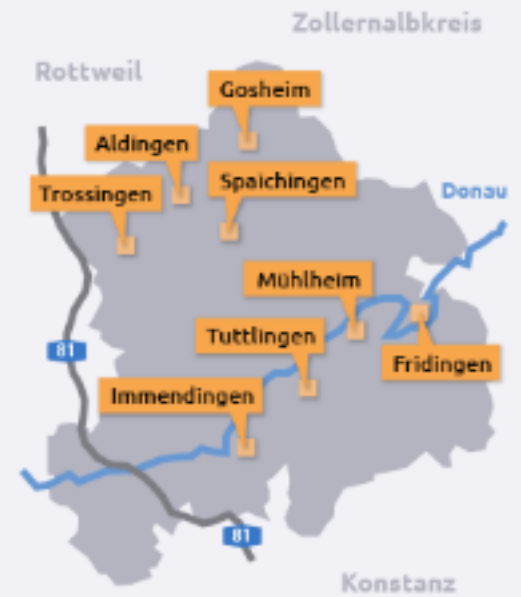 Zollernalbkreis
Rottweil
Gosheim
Aldingen
Spaichingen
Trossingen
Donau
Mühlheim
Tuttlingen
81
Fridingen
Immendingen
81
Konstanz